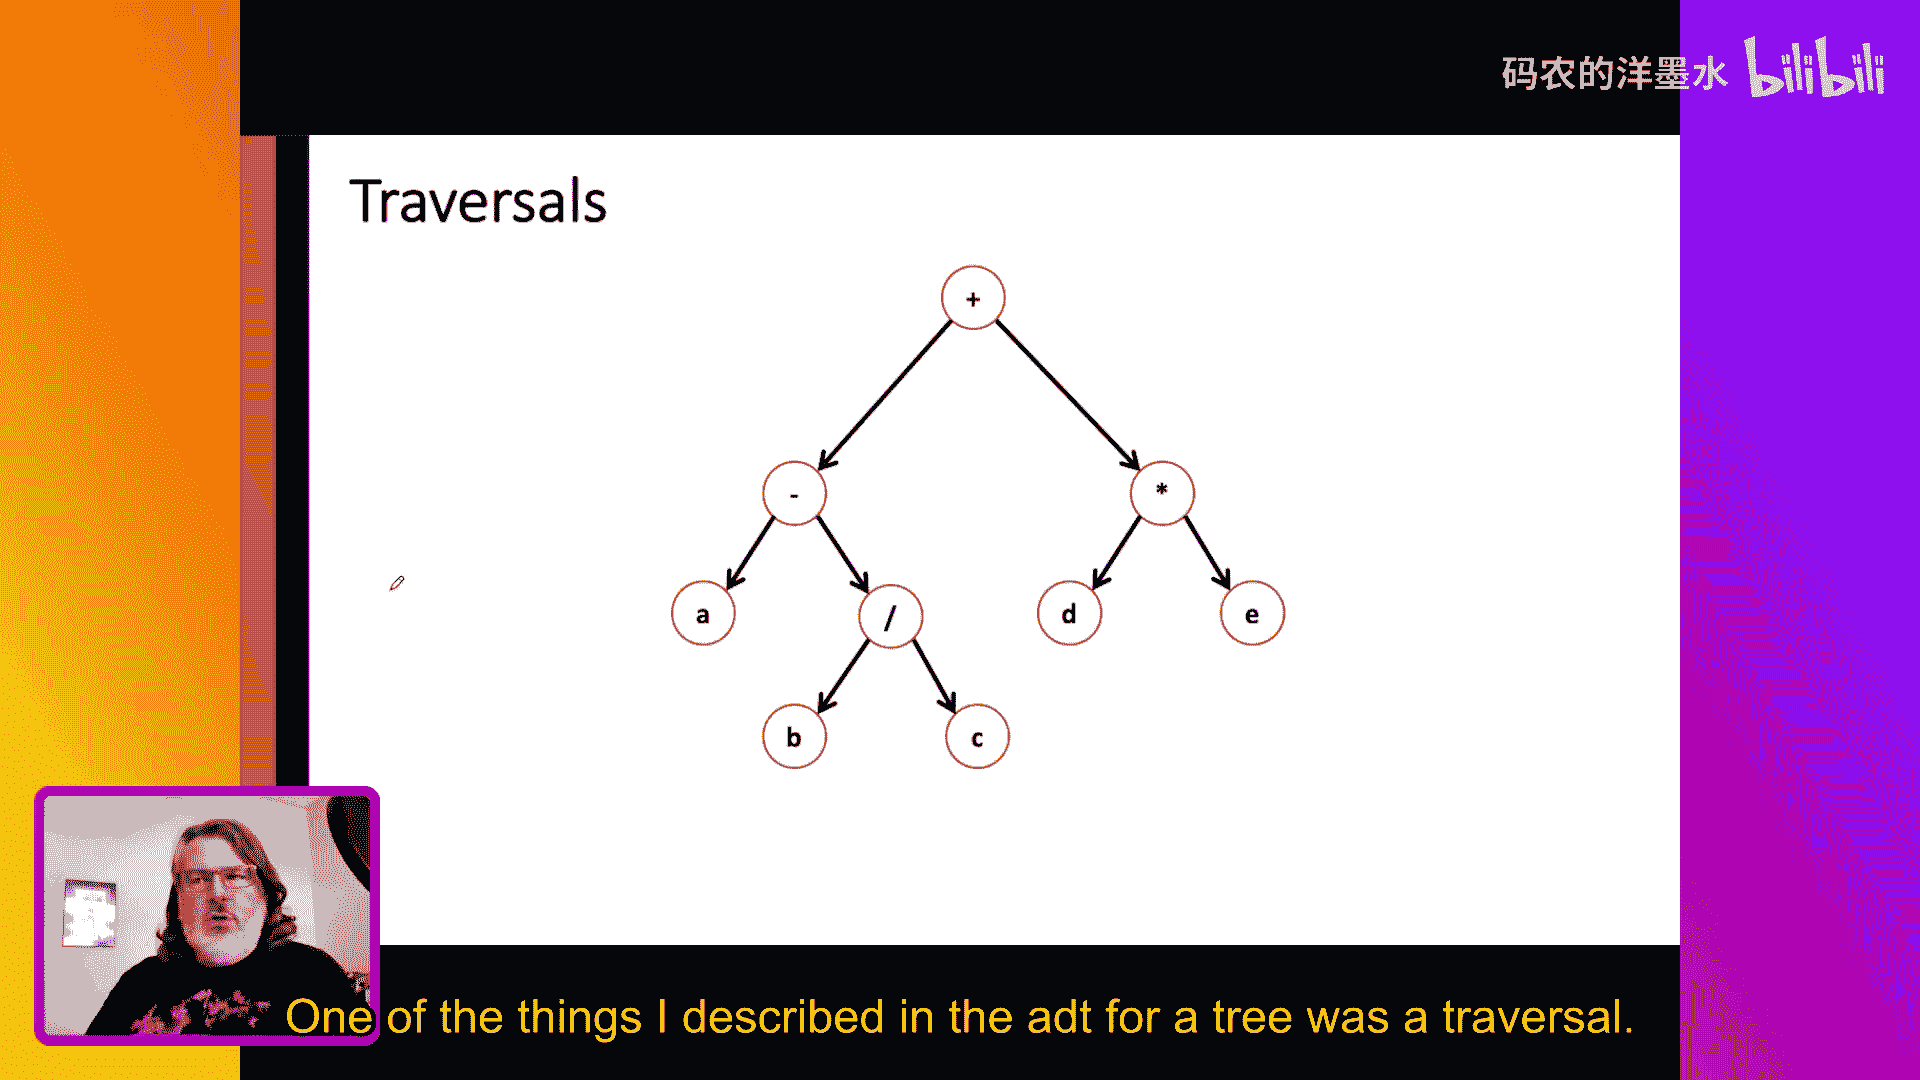 码农的洋墨水 bilibili
Traversals
+
-
*
a
/
d
e
b
c
One of the things I described in the adt for a tree was a traversal.